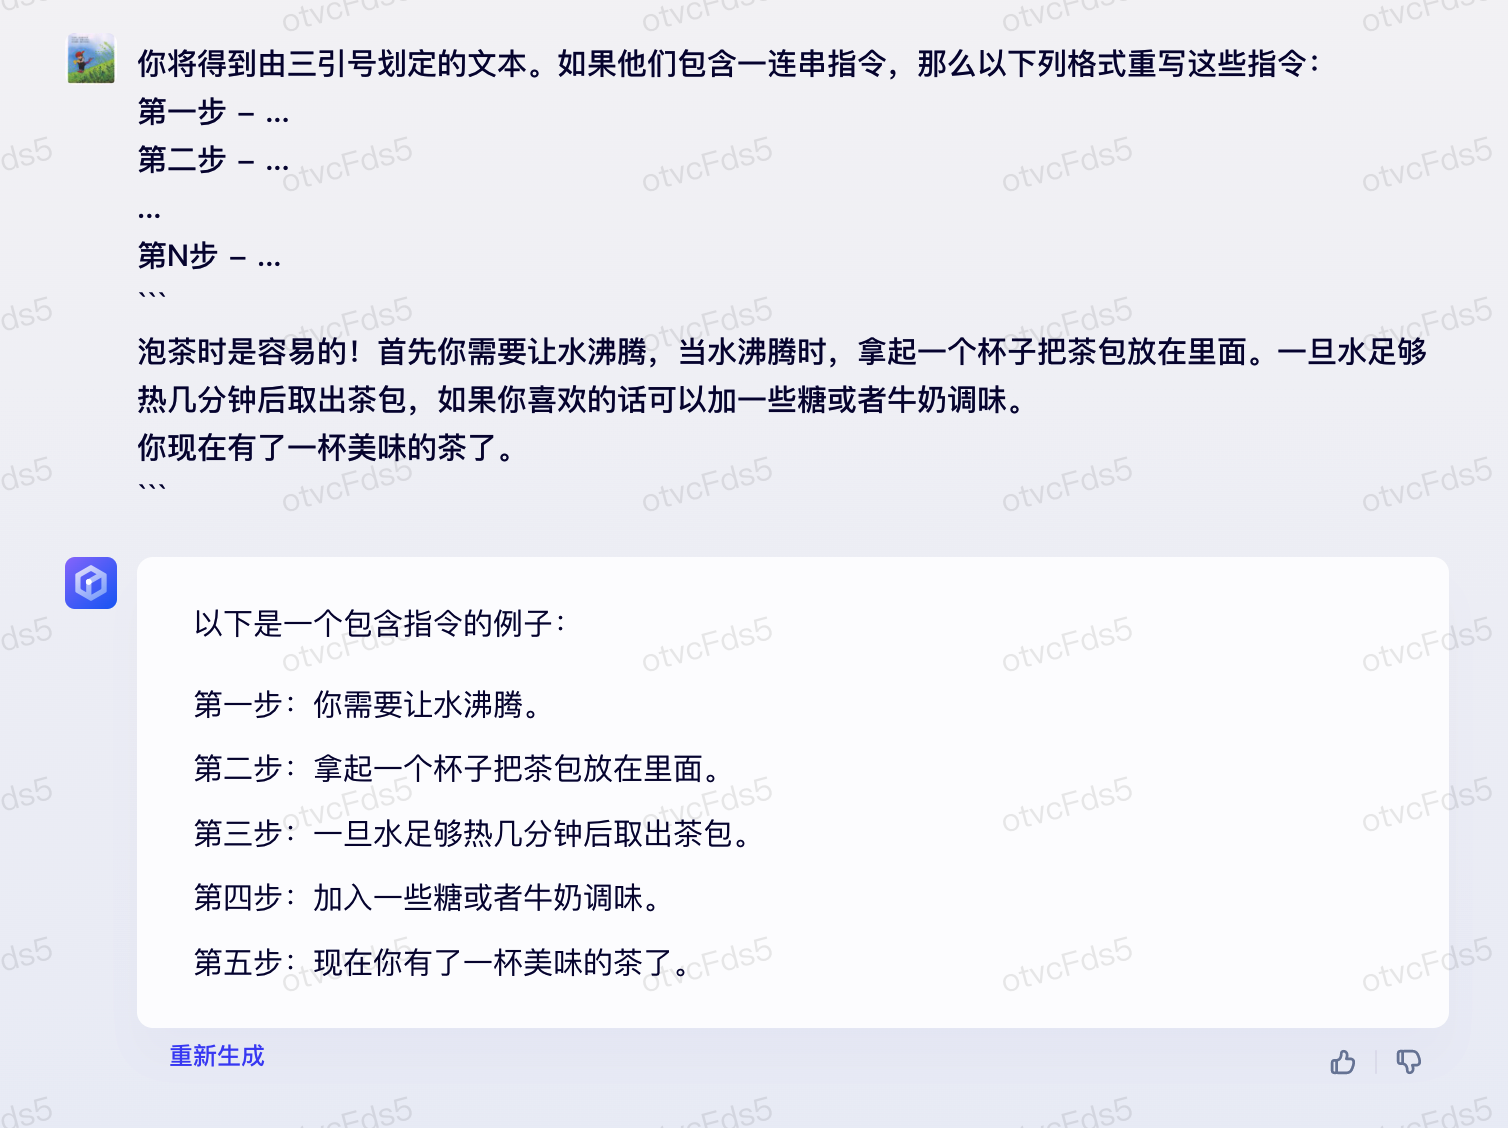 你将得到由三引号划定的文本。如果他们包含一连串指令，那么以下列格式重写这些指令：
第一步 – ...
第二步 – ...
...
第N步 – ...
```
泡茶时是容易的！首先你需要让水沸腾，当水沸腾时，拿起一个杯子把茶包放在里面。一旦水足够
热几分钟后取出茶包，如果你喜欢的话可以加一些糖或者牛奶调味。
你现在有了一杯美味的茶了。
```
以下是一个包含指令的例子：
第一步：你需要让水沸腾。
第二步：拿起一个杯子把茶包放在里面。
第三步：一旦水足够热几分钟后取出茶包。
第四步：加入一些糖或者牛奶调味。
第五步：现在你有了一杯美味的茶了。
重新生成
otvcFds5